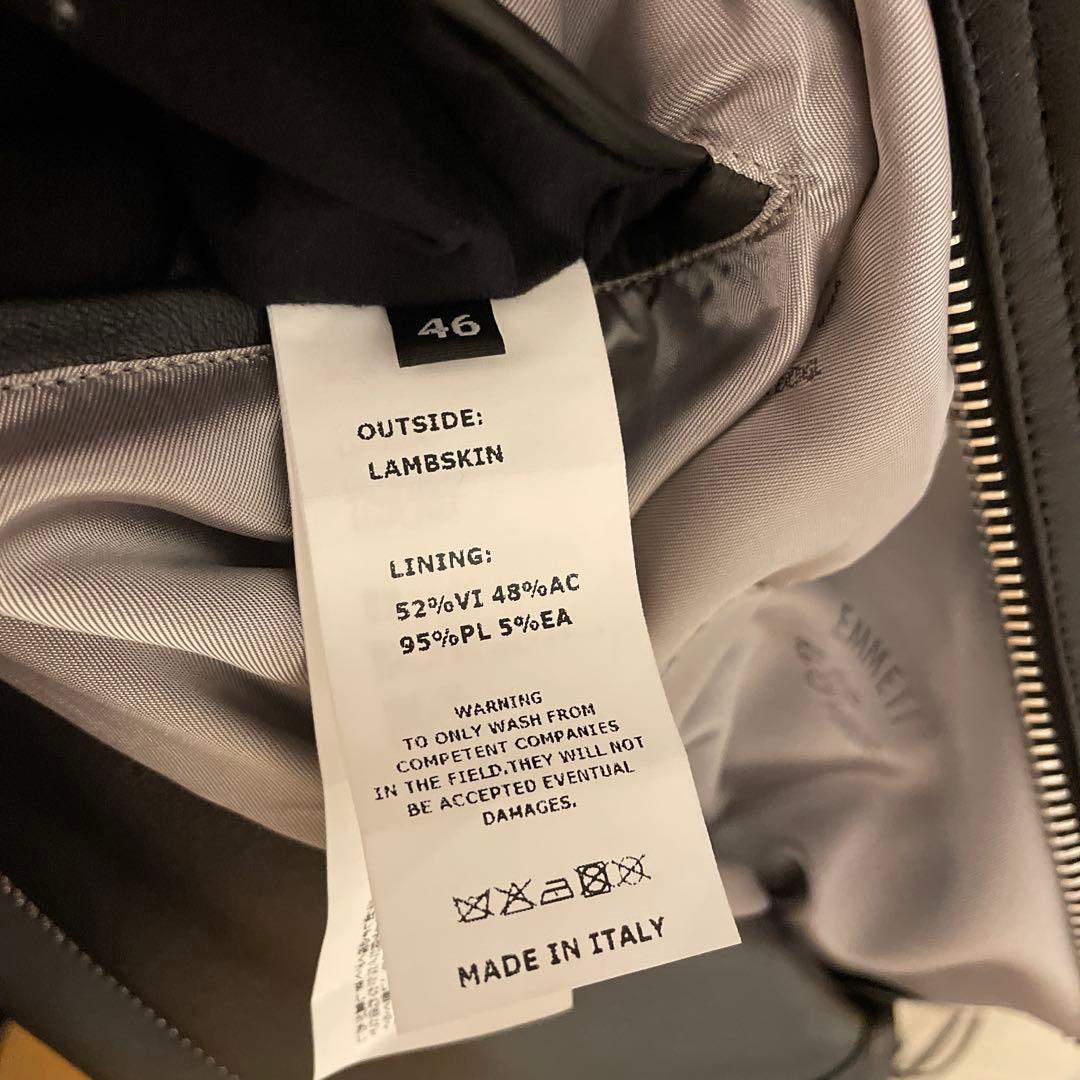 46
OUTSIDE:
LAMBSKIN
LINING:
52%VI 48%AC
95%PL 5%EA
WARNING
TO ONLY WASH FROM
COMPETENT COMPANIES
IN THE FIELD.THEY WILL NOT
BE ACCEPTED EVENTUAL
DAMAGES.
MADE IN ITALY
EMMETI